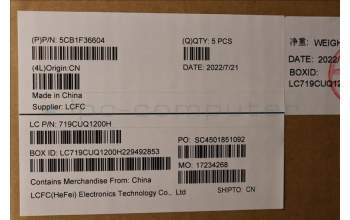 (P)P/N: 5CB1F36604
(Q)QTY: 5 PCS
(4L)Origin:CN
DATE: 2022/7/21
Made in China
Supplier: LCFC
净重: WEIGH
DATE: 2022/
BOXID:
LC719CUQ12
LC P/N: 719CUQ1200H
PO: SC4501851092
BOX ID: LC719CUQ1200H229492853
MO: 17234268
Contains Merchandise From: China
LCFC(HeFei) Electronics Technology Co., Ltd
SHIPTO: CN